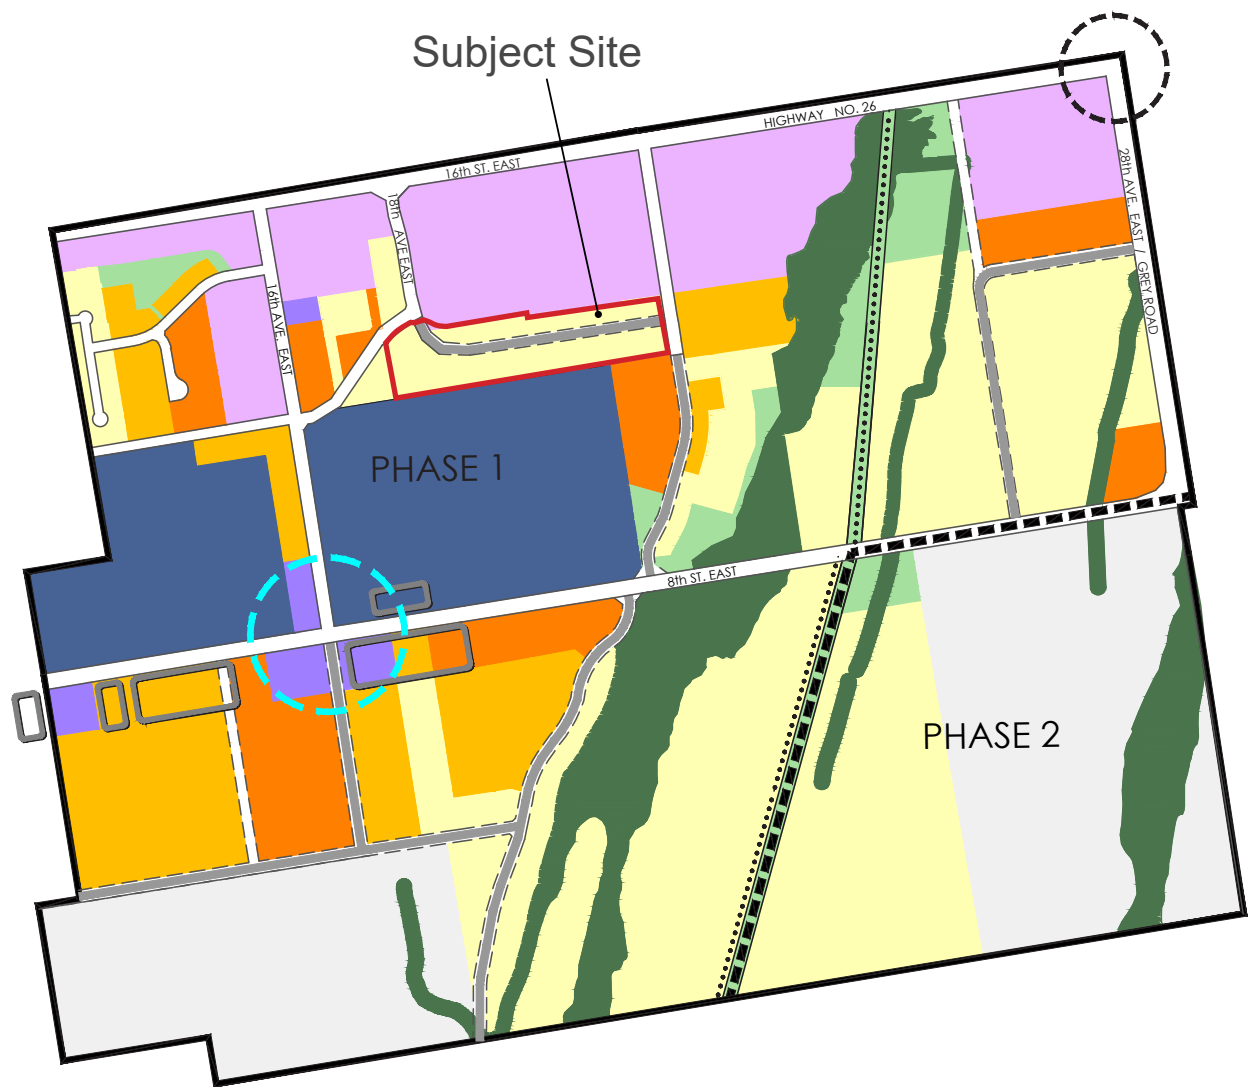 Subject Site
HIGHWAY NO. 26
16th ST. EAST
18th AVE EAST
28th AVE. EAST / GREY ROAD
16th AVE. EAST
PHASE 1
8th ST. EAST
PHASE 2